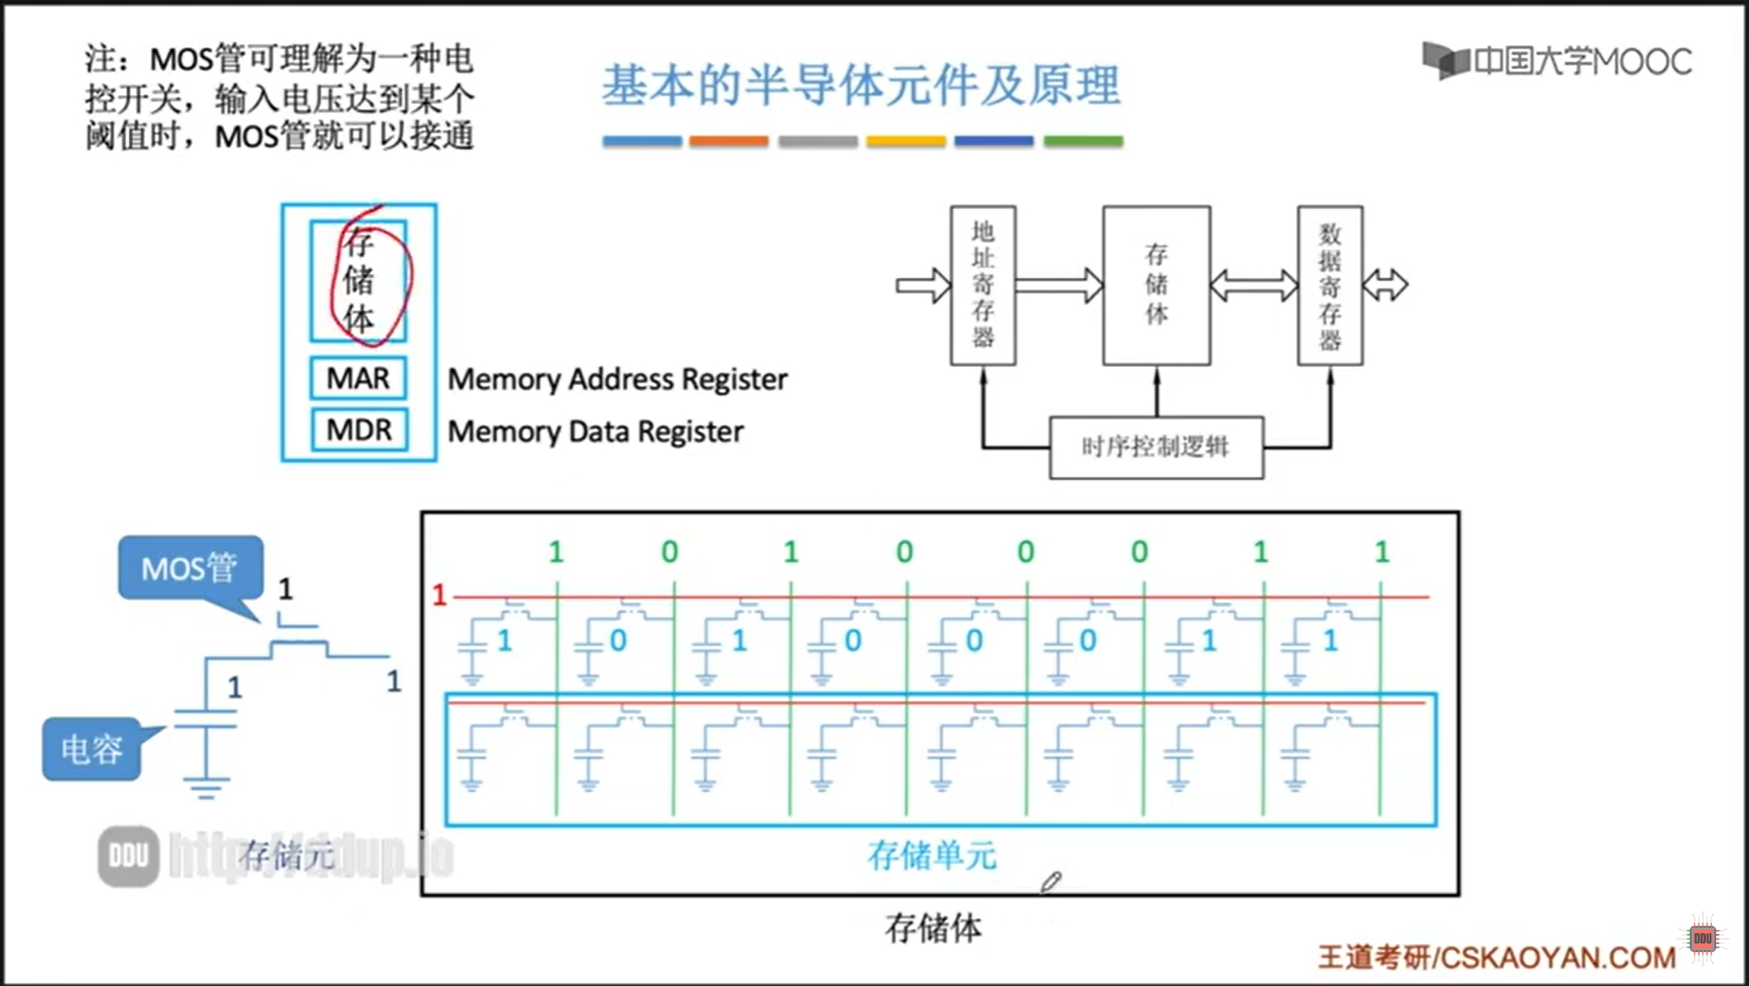 注：MOS管可理解为一种电
控开关，输入电压达到某个
阈值时，MOS管就可以接通
基本的半导体元件及原理
中国大学MOOC
存
储
体
MAR
Memory Address Register
MDR
Memory Data Register
地
址
寄
存
器
存
储
体
数
据
寄
存
器
时序控制逻辑
MOS管
1
1
1
电容
存储元
DDU
http://ddup.io
1 0 1 0 0 0 1 1
1
1 0 1 0 0 0 1 1
存储单元
存储体
王道考研/CSKAOYAN.COM
DDU